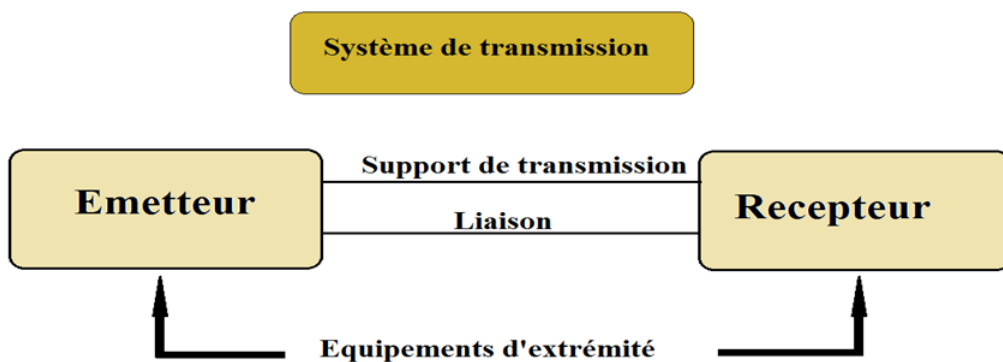 Système de transmission
Support de transmission
Emetteur
Recepteur
Liaison
Equipements d'extrémité